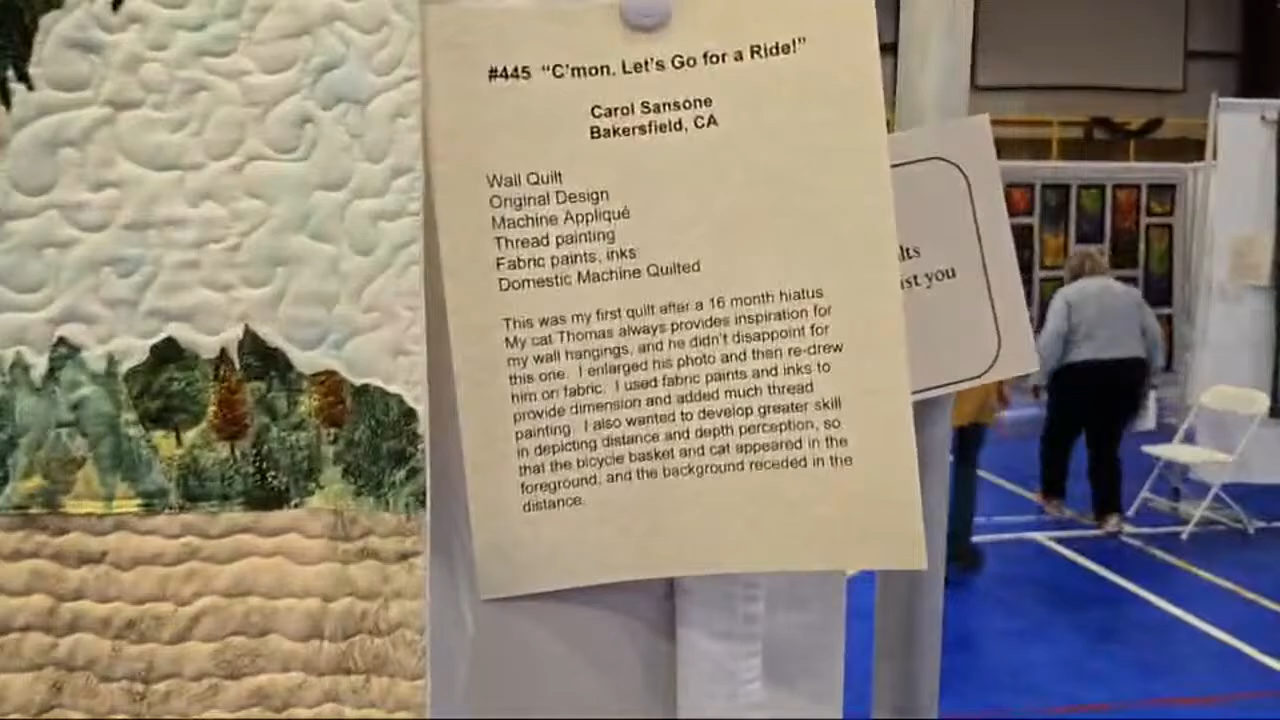 #445 “C’mon. Let’s Go for a Ride!”
Carol Sansone
Bakersfield, CA
Wall Quilt
Original Design
Machine Appliqué
Thread painting
Fabric paints, inks
Domestic Machine Quilted
This was my first quilt after a 16 month hiatus.
My cat Thomas always provides inspiration for
my wall hangings, and he didn’t disappoint for
this one. I enlarged his photo and then re-drew
him on fabric. I used fabric paints and inks to
provide dimension and added much thread
painting. I also wanted to develop greater skill
in depicting distance and depth perception, so
that the bicycle basket and cat appeared in the
foreground, and the background receded in the
distance.
lts
ist you